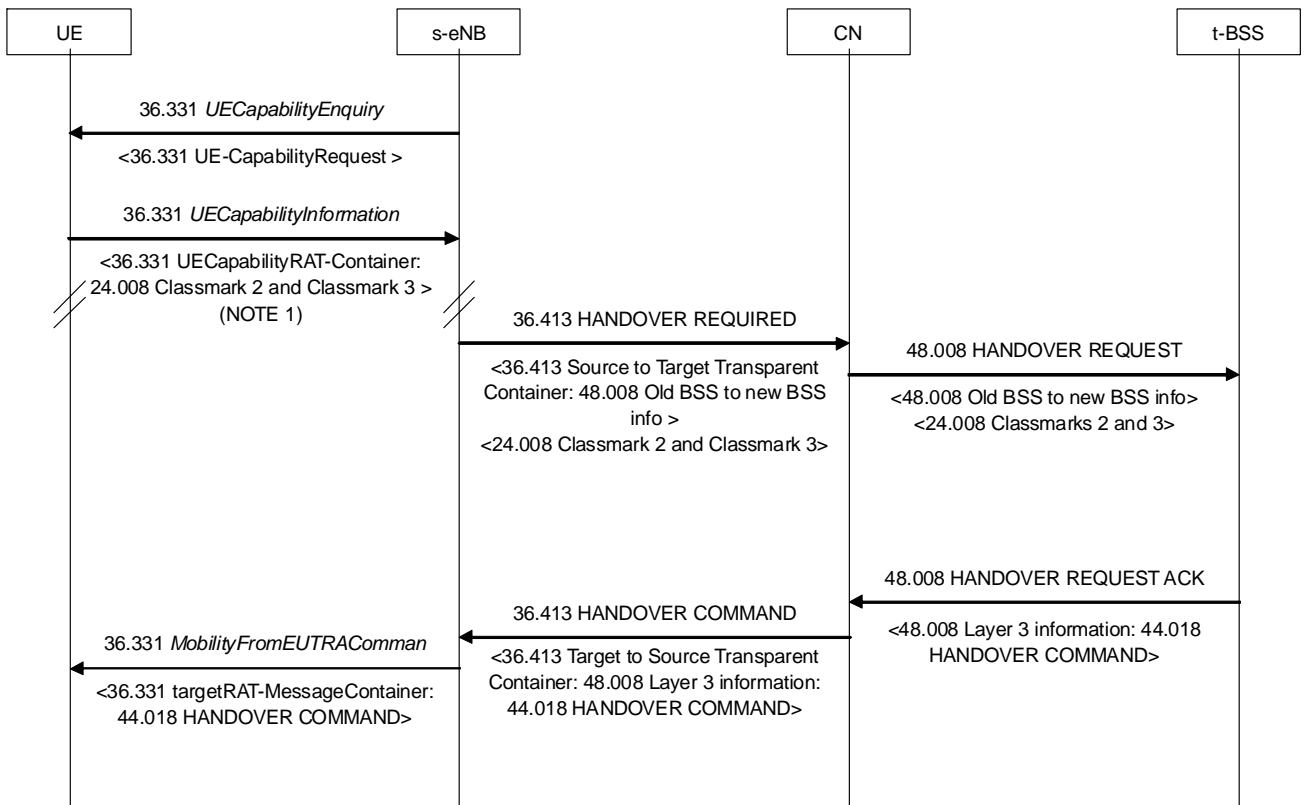 UE
s-eNB
CN
t-BSS
36.331 UECapabilityEnquiry
<36.331 UE-CapabilityRequest >
36.331 UECapabilityInformation
<36.331 UECapabilityRAT-Container:
24.008 Classmark 2 and Classmark 3 >
(NOTE 1)
36.413 HANDOVER REQUIRED
<36.413 Source to Target Transparent
Container: 48.008 Old BSS to new BSS
info >
<24.008 Classmark 2 and Classmark 3>
48.008 HANDOVER REQUEST
<48.008 Old BSS to new BSS info>
<24.008 Classmarks 2 and 3>
48.008 HANDOVER REQUEST ACK
<48.008 Layer 3 information: 44.018
HANDOVER COMMAND>
36.413 HANDOVER COMMAND
<36.413 Target to Source Transparent
Container: 48.008 Layer 3 information:
44.018 HANDOVER COMMAND>
36.331 MobilityFromEUTRAComman
<36.331 targetRAT-MessageContainer:
44.018 HANDOVER COMMAND>